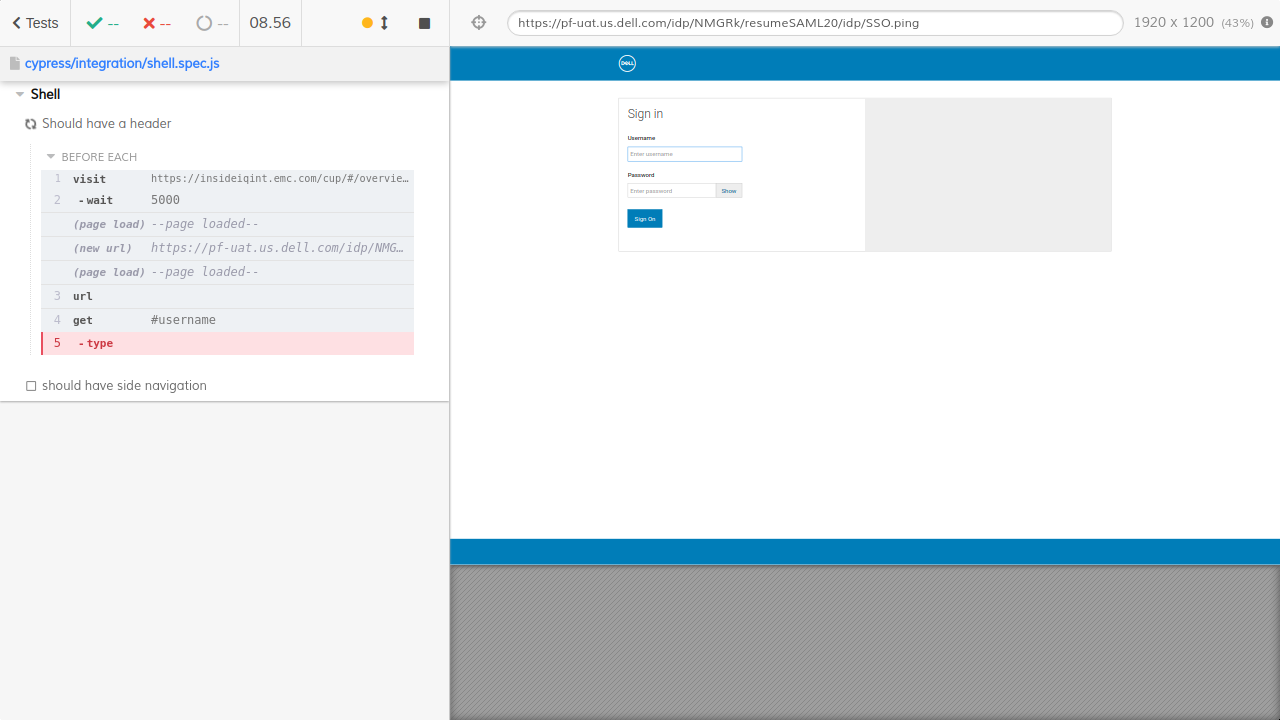 Tests -- -- -- 08.56
https://pf-uat.us.dell.com/idp/NMGRk/resumeSAML20/idp/SSO.ping 1920 x 1200 (43%)
cypress/integration/shell.spec.js
DELL
Shell
Should have a header
BEFORE EACH
1 visit https://insideiqint.emc.com/cup/#/overvie…
2 -wait 5000
(page load) --page loaded--
(new url) https://pf-uat.us.dell.com/idp/NMG…
(page load) --page loaded--
3 url
4 get #username
5 -type
should have side navigation
Sign in
Username
Enter username
Password
Enter password Show
Sign On